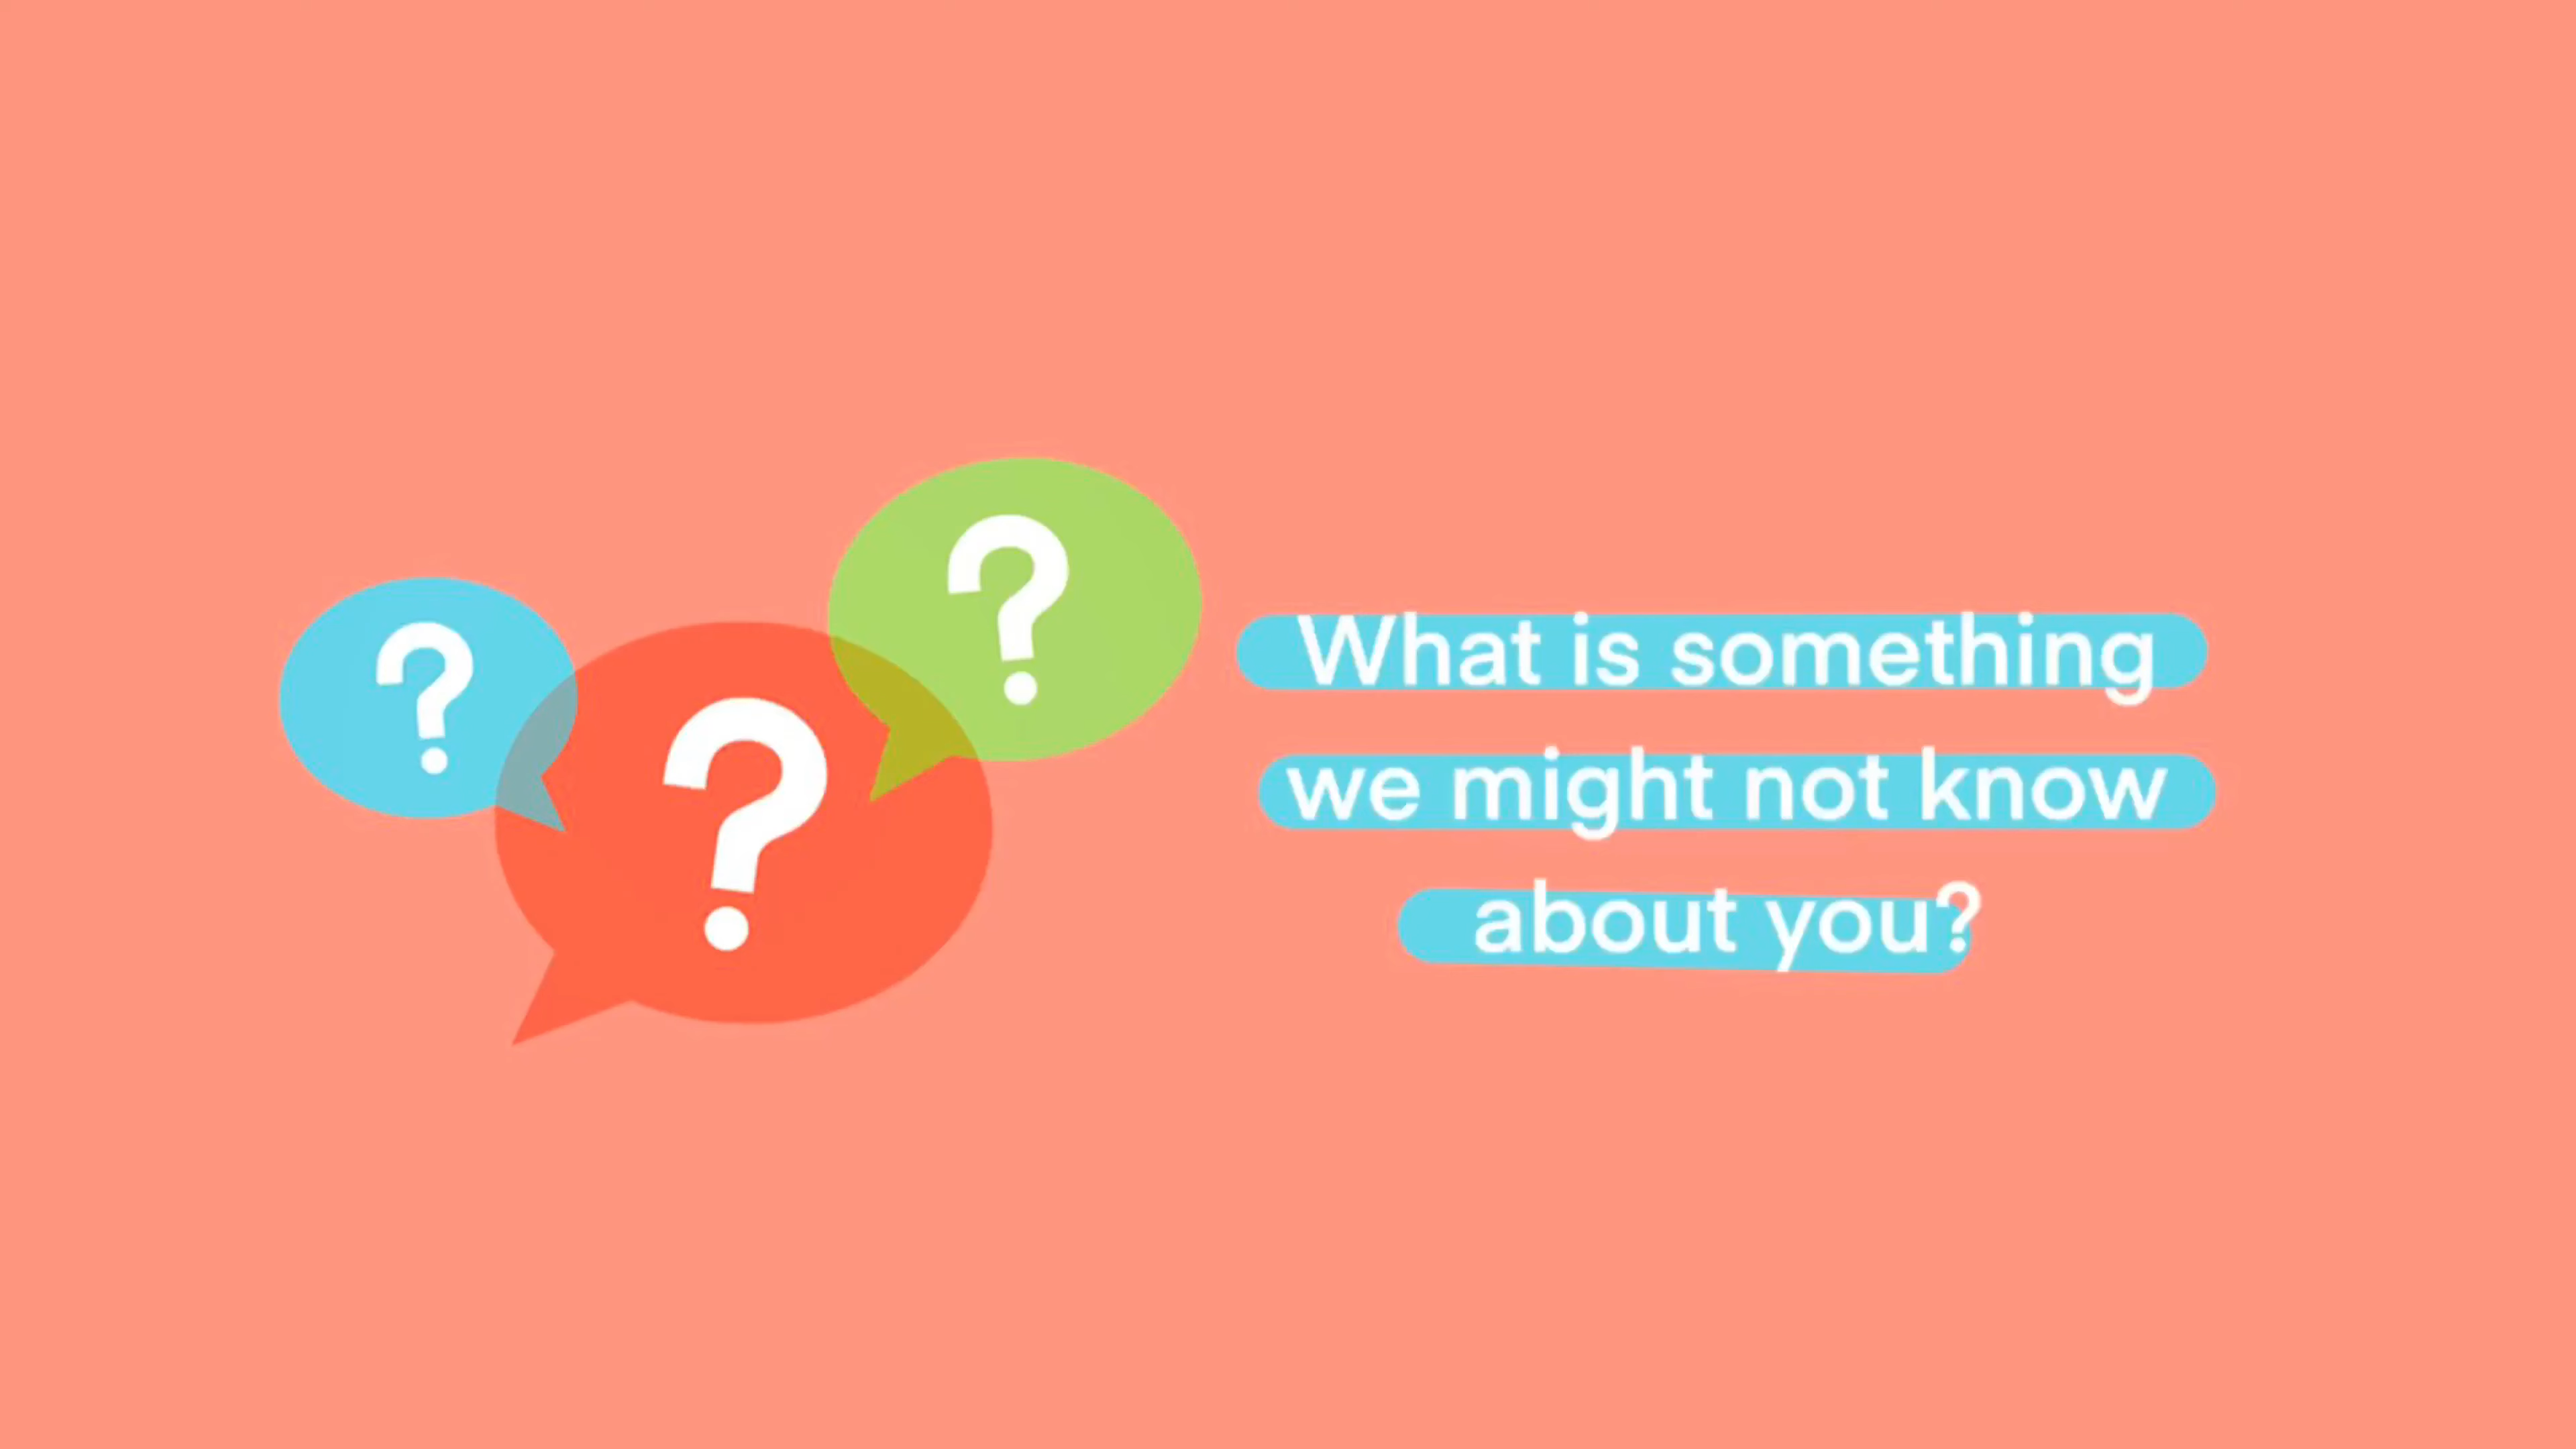 ?
?
?
What is something
we might not know
about you?